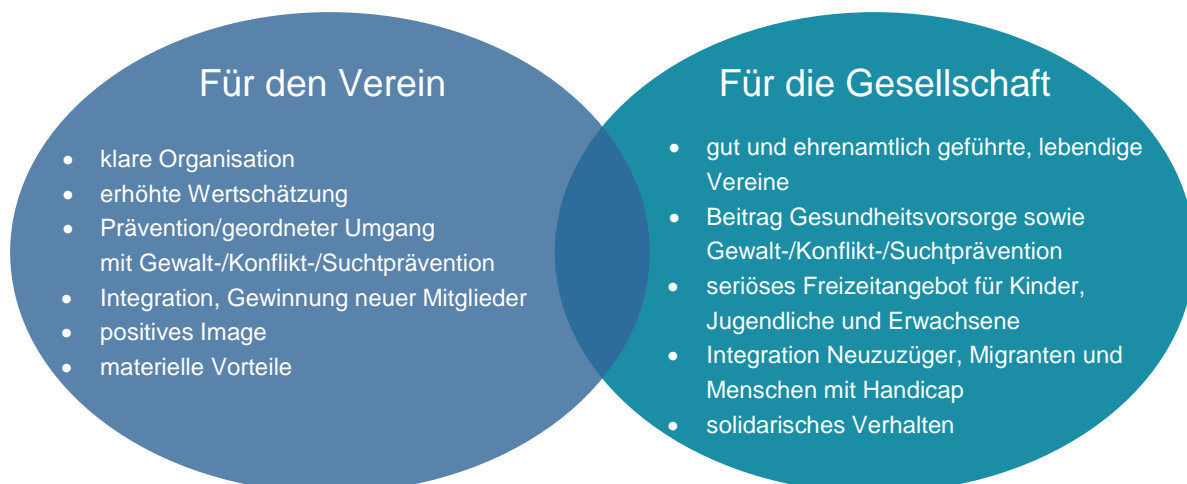 Für den Verein
• klare Organisation
• erhöhte Wertschätzung
• Prävention/geordneter Umgang
mit Gewalt-/Konflikt-/Suchtprävention
• Integration, Gewinnung neuer Mitglieder
• positives Image
• materielle Vorteile
Für die Gesellschaft
• gut und ehrenamtlich geführte, lebendige
Vereine
• Beitrag Gesundheitsvorsorge sowie
Gewalt-/Konflikt-/Suchtprävention
• seriöses Freizeitangebot für Kinder,
Jugendliche und Erwachsene
• Integration Neuzuzüger, Migranten und
Menschen mit Handicap
• solidarisches Verhalten